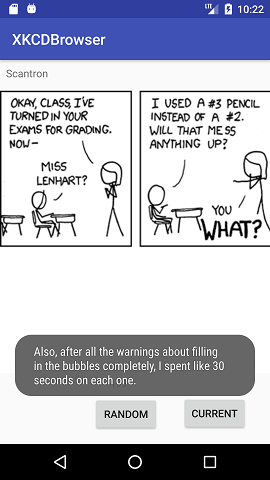 10:22
XKCDBrowser
Scantron
OKAY, CLASS, I'VE
TURNED IN YOUR
EXAMS FOR GRADING.
NOW—
MISS
LENHART?
I USED A #3 PENCIL
INSTEAD OF A #2.
WILL THAT MESS
ANYTHING UP?
YOU
WHAT?
Also, after all the warnings about filling
in the bubbles completely, I spent like 30
seconds on each one.
RANDOM
CURRENT